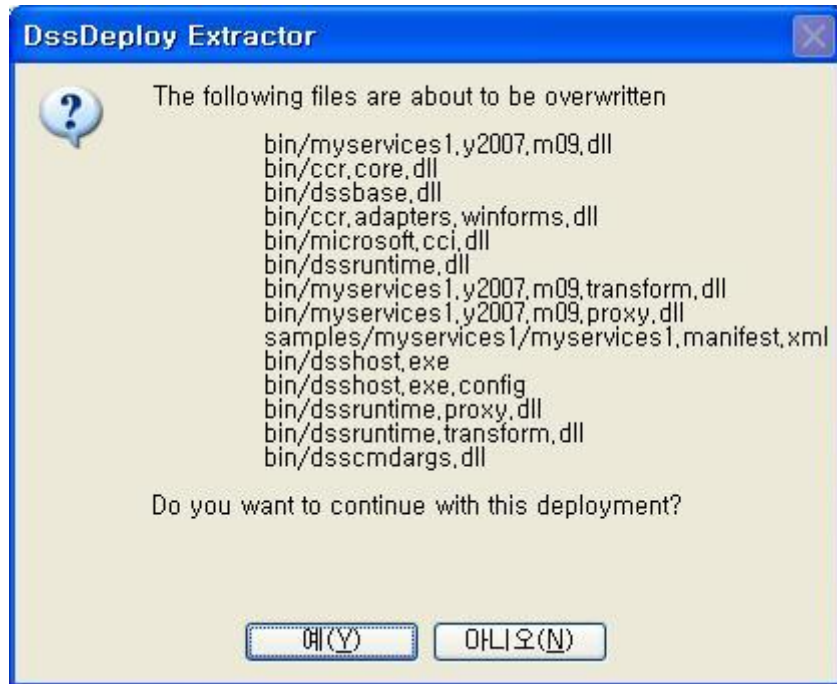 DssDeploy Extractor
The following files are about to be overwritten
bin/myservices1.y2007.m09.dll
bin/ccr.core.dll
bin/dssbase.dll
bin/ccr.adapters.winforms.dll
bin/microsoft.cci.dll
bin/dssruntime.dll
bin/myservices1.y2007.m09.transform.dll
bin/myservices1.y2007.m09.proxy.dll
samples/myservices1/myservices1.manifest.xml
bin/dsshost.exe
bin/dsshost.exe.config
bin/dssruntime.proxy.dll
bin/dssruntime.transform.dll
bin/dsscmdargs.dll
Do you want to continue with this deployment?
예(Y) 아니오(N)